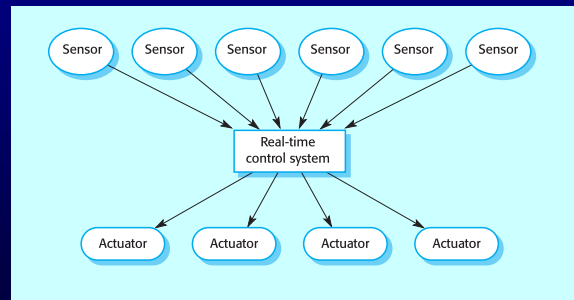 Sensor
Sensor
Sensor
Sensor
Sensor
Sensor
Real-time
control system
Actuator
Actuator
Actuator
Actuator